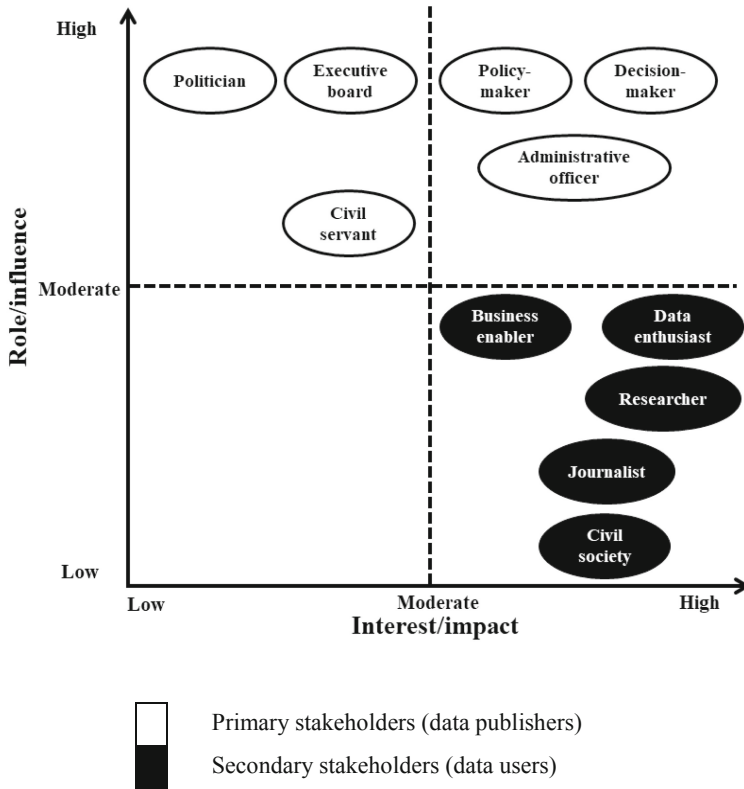 High
Politician
Executive
board
Policy-
maker
Decision-
maker
Administrative
officer
Civil
servant
Role/influence
Moderate
Business
enabler
Data
enthusiast
Researcher
Journalist
Civil
society
Low
Low
Moderate
High
Interest/impact
Primary stakeholders (data publishers)
Secondary stakeholders (data users)